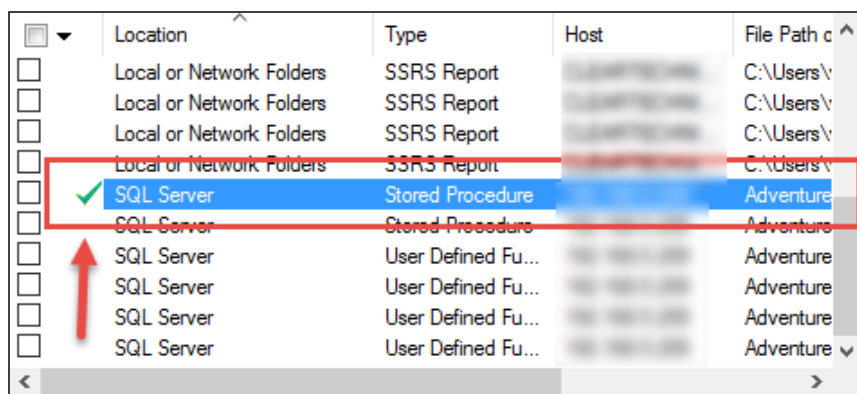 Location Type Host File Path o
Local or Network Folders SSRS Report C:\Users\
Local or Network Folders SSRS Report C:\Users\
Local or Network Folders SSRS Report C:\Users\
Local or Network Folders SSRS Report C:\Users\
SQL Server Stored Procedure Adventure
SQL Server Stored Procedure Adventure
SQL Server User Defined Fu... Adventure
SQL Server User Defined Fu... Adventure
SQL Server User Defined Fu... Adventure
SQL Server User Defined Fu... Adventure